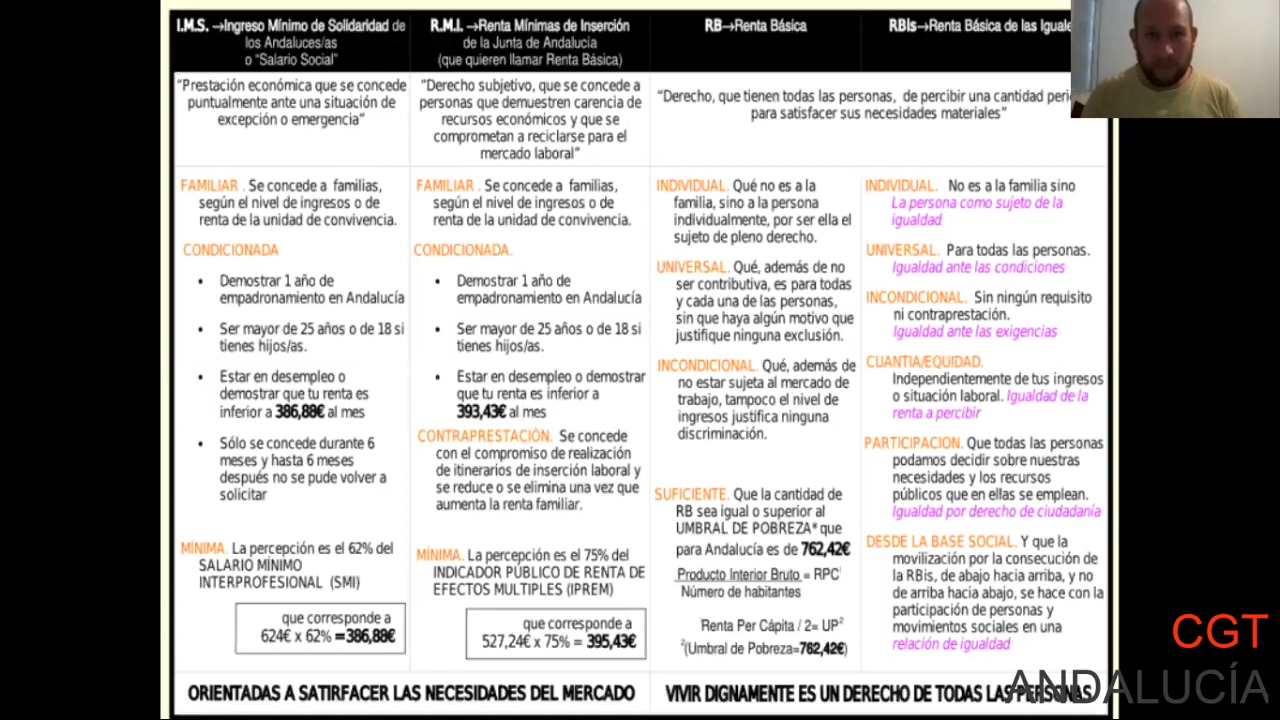 I.M.S. →Ingreso Mínimo de Solidaridad de
los Andaluces/as
o “Salario Social”
R.M.I. →Renta Mínimas de Inserción
de la Junta de Andalucía
(que quieren llamar Renta Básica)
RB→Renta Básica
RBIs→Renta Básica de las
“Prestación económica que se concede
puntualmente ante una situación de
excepción o emergencia”
“Derecho subjetivo, que se concede a
personas que demuestren carencia de
recursos económicos y que se
comprometan a reciclarse para el
mercado laboral”
“Derecho, que tienen todas las personas, de percibir una cantidad
para satisfacer sus necesidades materiales”
FAMILIAR . Se concede a familias,
según el nivel de ingresos o de
renta de la unidad de convivencia.
CONDICIONADA
• Demostrar 1 año de
empadronamiento en Andalucía
• Ser mayor de 25 años o de 18 si
tienes hijos/as.
• Estar en desempleo o
demostrar que tu renta es
inferior a 386,88€ al mes
• Sólo se concede durante 6
meses y hasta 6 meses
después no se pude volver a
solicitar
MÍNIMA. La percepción es el 62% del
SALARIO MÍNIMO
INTERPROFESIONAL (SMI)
que corresponde a
624€ x 62% = 386,88€
FAMILIAR . Se concede a familias,
según el nivel de ingresos o de
renta de la unidad de convivencia.
CONDICIONADA.
• Demostrar 1 año de
empadronamiento en Andalucía
• Ser mayor de 25 años o de 18 si
tienes hijos/as.
• Estar en desempleo o demostrar
que tu renta es inferior a
393,43€ al mes
CONTRAPRESTACIÓN. Se concede
con el compromiso de realización
de itinerarios de inserción laboral y
se reduce o se elimina una vez que
aumenta la renta familiar.
MÍNIMA. La percepción es el 75% del
INDICADOR PÚBLICO DE RENTA DE
EFECTOS MULTIPLES (IPREM)
que corresponde a
527,24€ x 75% = 395,43€
INDIVIDUAL. Qué no es a la
familia, sino a la persona
individualmente, por ser ella el
sujeto de pleno derecho.
UNIVERSAL. Qué, además de no
ser contributiva, es para todas
y cada una de las personas,
sin que haya algún motivo que
justifique ninguna exclusión.
INCONDICIONAL. Qué, además de
no estar sujeta al mercado de
trabajo, tampoco el nivel de
ingresos justifica ninguna
discriminación.
SUFICIENTE. Que la cantidad de
RB sea igual o superior al
UMBRAL DE POBREZA* que
para Andalucía es de 762,42€
Producto Interior Bruto = RPC¹
Número de habitantes
¹Renta Per Cápita / 2= UP²
²(Umbral de Pobreza=762,42€)
INDIVIDUAL. No es a la familia sino
La persona como sujeto de la
igualdad
UNIVERSAL. Para todas las personas.
Igualdad ante las condiciones
INCONDICIONAL. Sin ningún requisito
ni contraprestación.
Igualdad ante las exigencias
CUANTIA/EQUIDAD.
Independientemente de tus ingresos
o situación laboral. Igualdad de la
renta a percibir
PARTICIPACION. Que todas las personas
podamos decidir sobre nuestras
necesidades y los recursos
públicos que en ellas se emplean.
Igualdad por derecho de ciudadanía
DESDE LA BASE SOCIAL. Y que la
movilización por la consecución de
la RBis, de abajo hacia arriba, y no
de arriba hacia abajo, se hace con la
participación de personas y
movimientos sociales en una
relación de igualdad
ORIENTADAS A SATIRFACER LAS NECESIDADES DEL MERCADO
VIVIR DIGNAMENTE ES UN DERECHO DE TODAS LAS PERSONAS
CGT
ANDALUCÍA